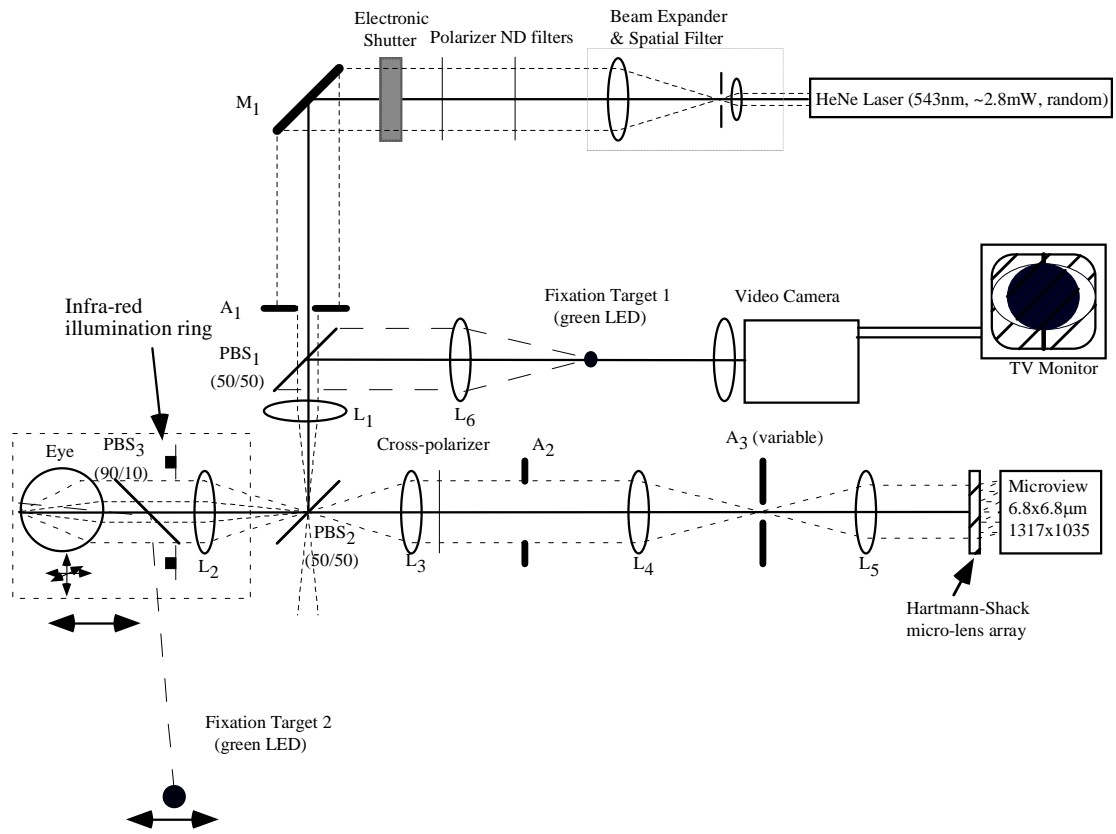 Electronic
Shutter
Polarizer ND filters
Beam Expander
& Spatial Filter
M1
HeNe Laser (543nm, ~2.8mW, random)
Infra-red
illumination ring
A1
Fixation Target 1
(green LED)
Video Camera
PBS1
(50/50)
TV Monitor
L1
L6
Eye
PBS3
(90/10)
Cross-polarizer
A2
A3 (variable)
Microview
6.8x6.8µm
1317x1035
PBS2
(50/50)
L2
L3
L4
L5
Hartmann-Shack
micro-lens array
Fixation Target 2
(green LED)